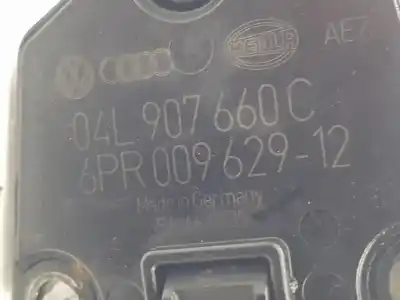 HELLA AE7
04L 907 660 C
6PR 009 629-12
Made in Germany